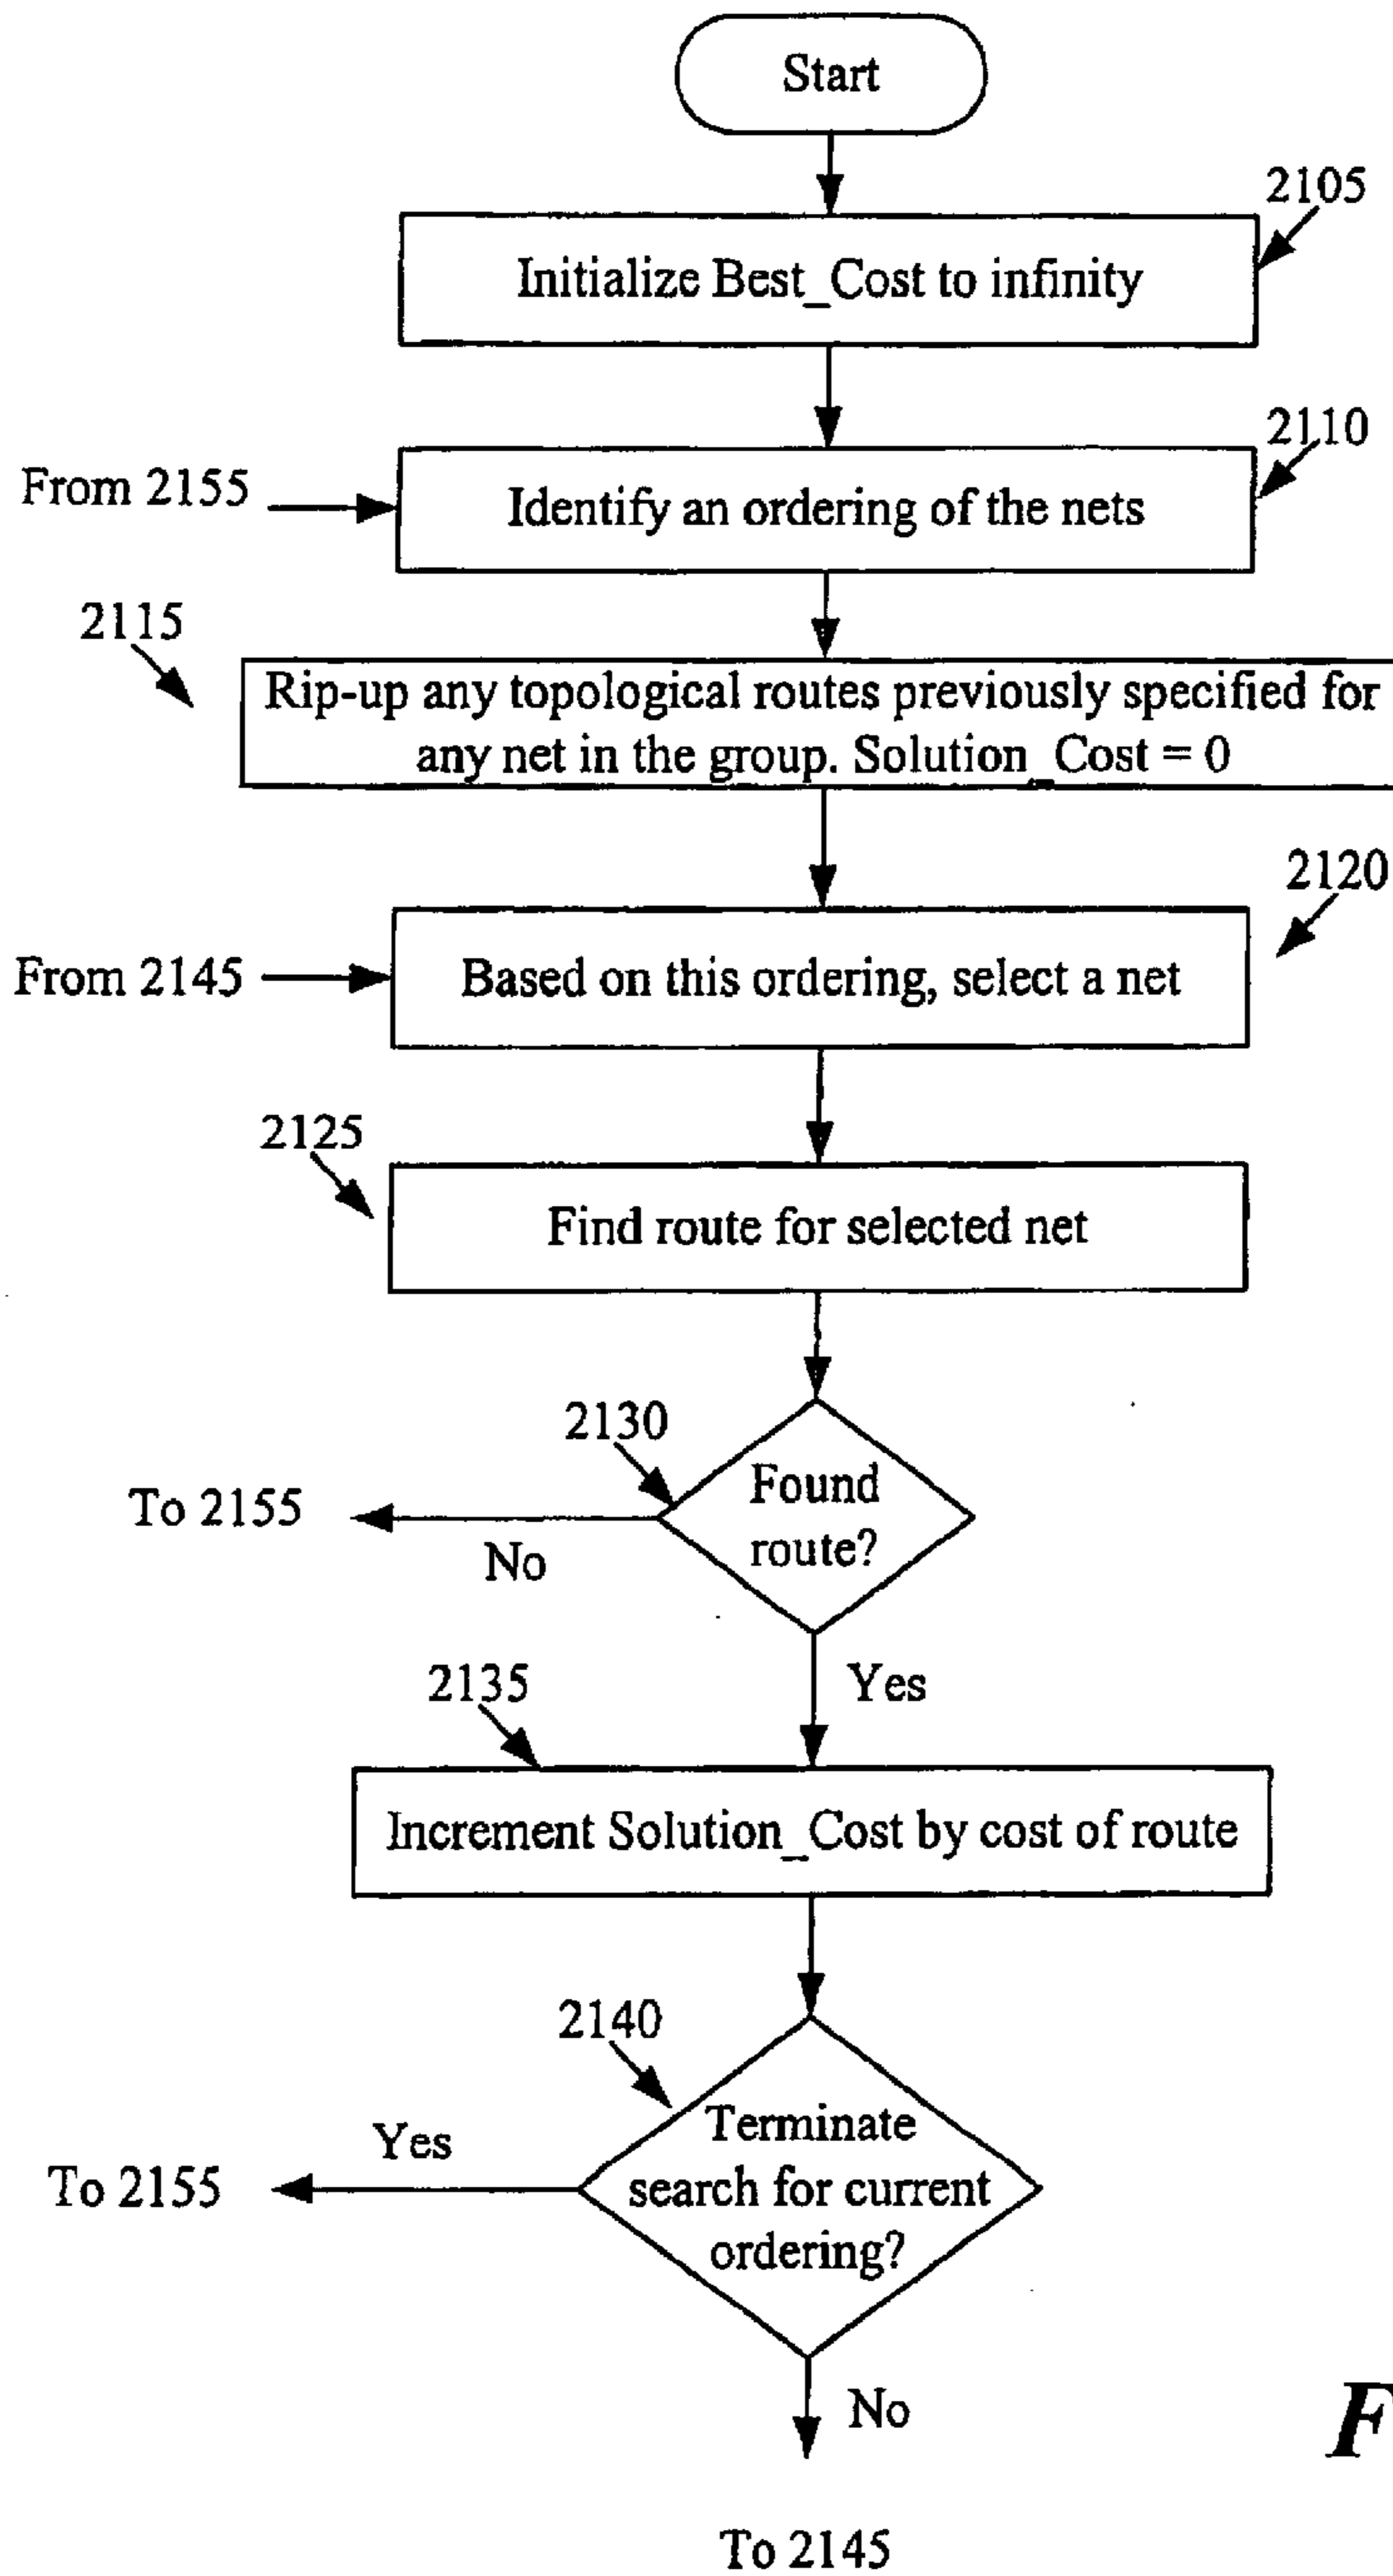 Start
2105
Initialize Best_Cost to infinity
2110
From 2155
Identify an ordering of the nets
2115
Rip-up any topological routes previously specified for
any net in the group. Solution_Cost = 0
2120
From 2145
Based on this ordering, select a net
2125
Find route for selected net
2130
Found
route?
To 2155
No
Yes
2135
Increment Solution_Cost by cost of route
2140
Terminate
search for current
ordering?
Yes
To 2155
No
F
To 2145